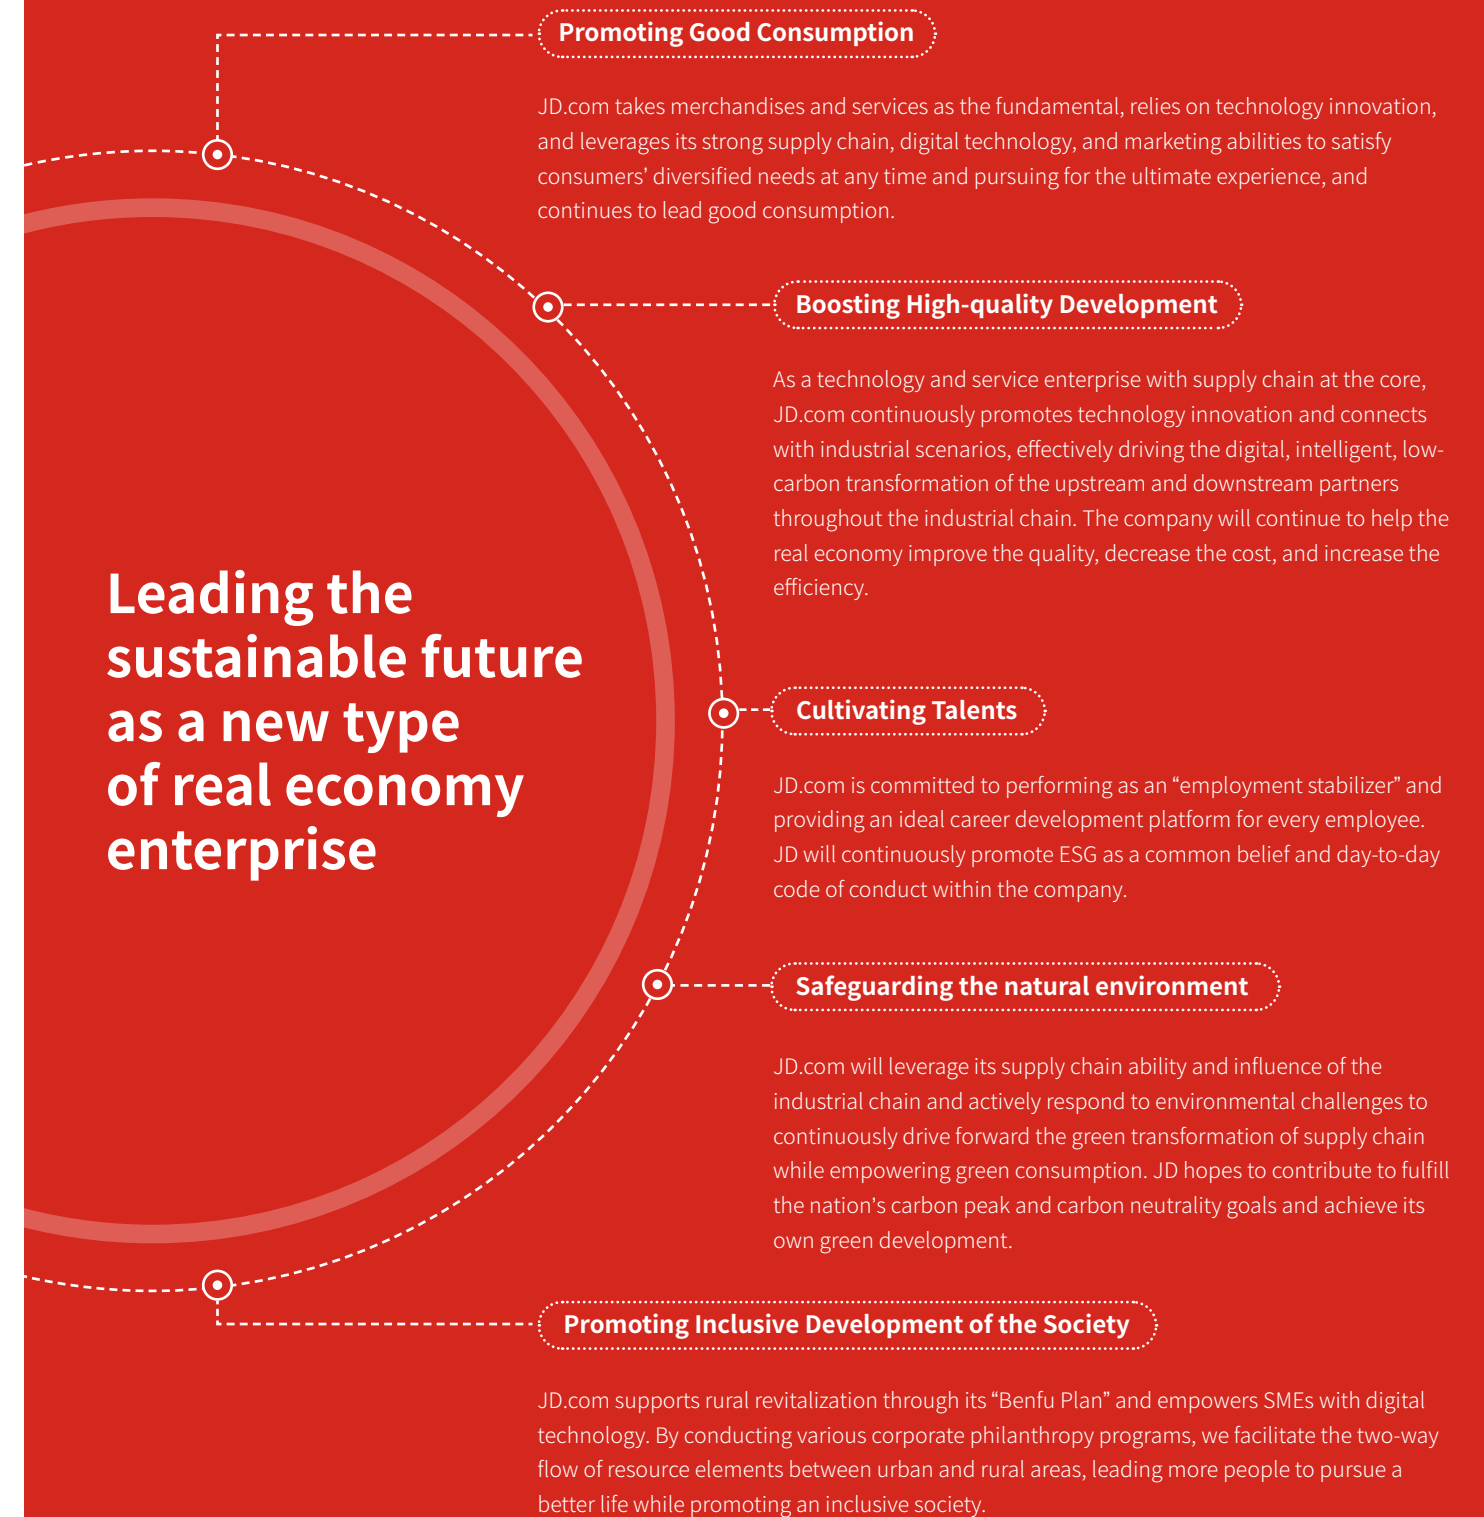 Promoting Good Consumption
JD.com takes merchandises and services as the fundamental, relies on technology innovation,
and leverages its strong supply chain, digital technology, and marketing abilities to satisfy
consumers’ diversified needs at any time and pursuing for the ultimate experience, and
continues to lead good consumption.
Boosting High-quality Development
As a technology and service enterprise with supply chain at the core,
JD.com continuously promotes technology innovation and connects
with industrial scenarios, effectively driving the digital, intelligent, low-
carbon transformation of the upstream and downstream partners
throughout the industrial chain. The company will continue to help the
real economy improve the quality, decrease the cost, and increase the
efficiency.
Leading the
sustainable future
as a new type
of real economy
enterprise
Cultivating Talents
JD.com is committed to performing as an “employment stabilizer” and
providing an ideal career development platform for every employee.
JD will continuously promote ESG as a common belief and day-to-day
code of conduct within the company.
Safeguarding the natural environment
JD.com will leverage its supply chain ability and influence of the
industrial chain and actively respond to environmental challenges to
continuously drive forward the green transformation of supply chain
while empowering green consumption. JD hopes to contribute to fulfill
the nation’s carbon peak and carbon neutrality goals and achieve its
own green development.
Promoting Inclusive Development of the Society
JD.com supports rural revitalization through its “Benfu Plan” and empowers SMEs with digital
technology. By conducting various corporate philanthropy programs, we facilitate the two-way
flow of resource elements between urban and rural areas, leading more people to pursue a
better life while promoting an inclusive society.